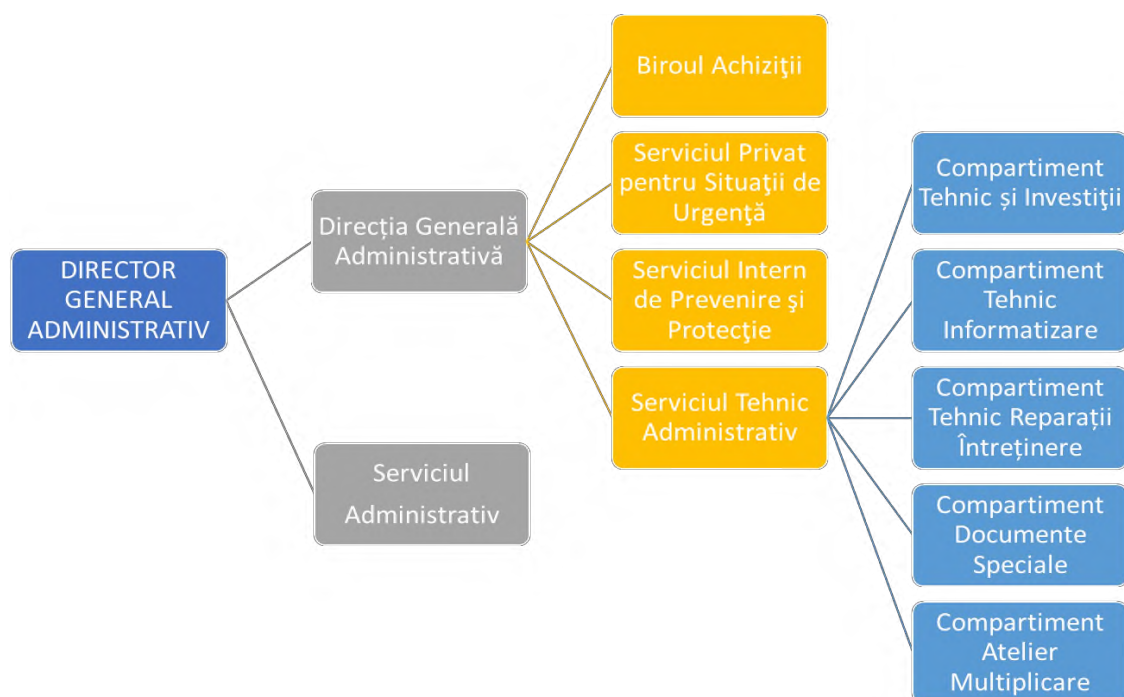 DIRECTOR
GENERAL
ADMINISTRATIV
Direcția Generală
Administrativă
Serviciul
Administrativ
Biroul Achiziţii
Serviciul Privat
pentru Situaţii de
Urgenţă
Serviciul Intern
de Prevenire şi
Protecţie
Serviciul Tehnic
Administrativ
Compartiment
Tehnic și Investiţii
Compartiment
Tehnic
Informatizare
Compartiment
Tehnic Reparații
Întreținere
Compartiment
Documente
Speciale
Compartiment
Atelier
Multiplicare